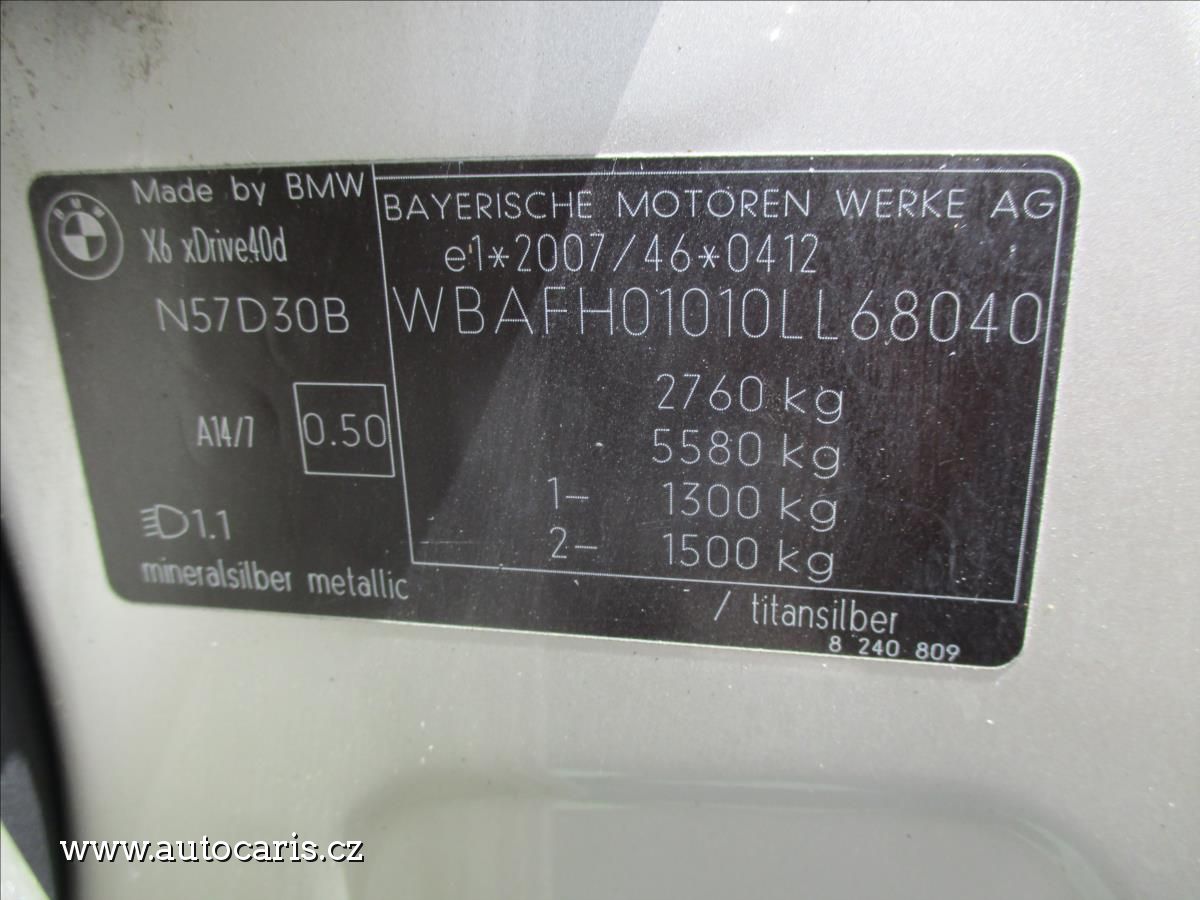 BMW
Made by BMW
X6 xDrive40d
N57D30B
A14/7
0.50
D1.1
mineralsilber metallic
BAYERISCHE MOTOREN WERKE AG
e1*2007/46*0412
WBAFH01010LL68040
2760 kg
5580 kg
1- 1300 kg
2- 1500 kg
/ titansilber
8 240 809
www.autocaris.cz